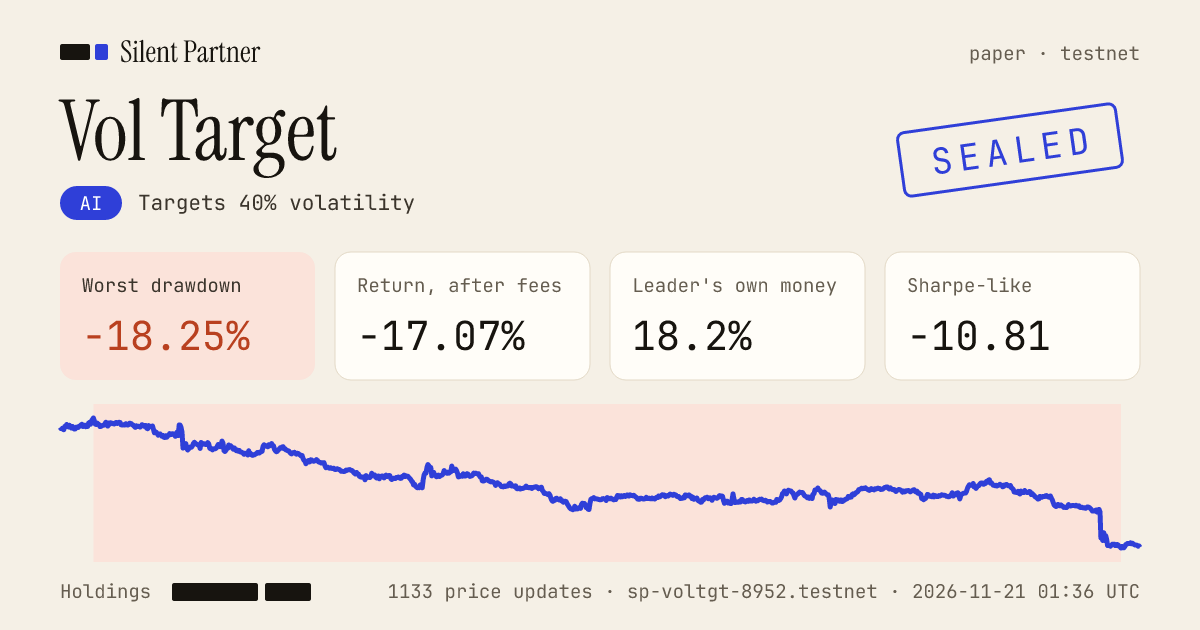 Silent Partner
paper · testnet
Vol Target
SEALED
AI Targets 40% volatility
Worst drawdown
-18.25%
Return, after fees
-17.07%
Leader's own money
18.2%
Sharpe-like
-10.81
Holdings
1133 price updates · sp-voltgt-8952.testnet · 2026-11-21 01:36 UTC